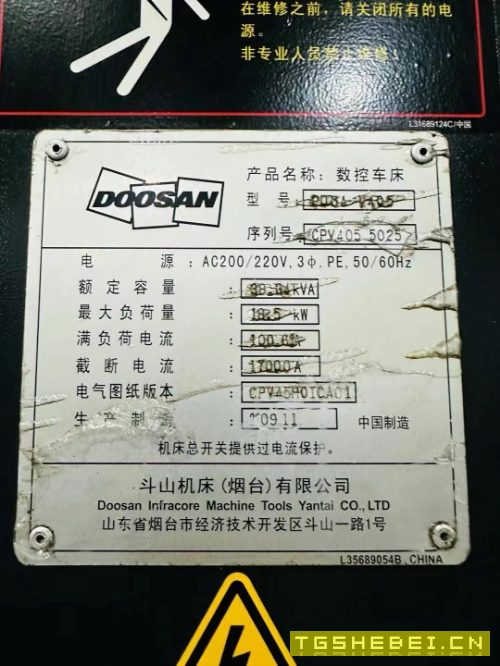 在维修之前，请关闭所有的电
源。
非专业人员禁止维修！
L31689124C/中国
DOOSAN
产品名称：数控车床
型 号
序列号 CPV405 5025
电 源：AC200/220V,3φ.PE,50/60Hz
额定容量：kVA
最大负荷量：18.5 kW
满负荷电流：
截断电流：17000A
电气图纸版本：
生产制造： 中国制造
机床总开关提供过电流保护。
斗山机床(烟台)有限公司
Doosan Infracore Machine Tools Yantai CO.,LTD
山东省烟台市经济技术开发区斗山一路1号
L35689054B,CHINA
TGSHEBEI.CN